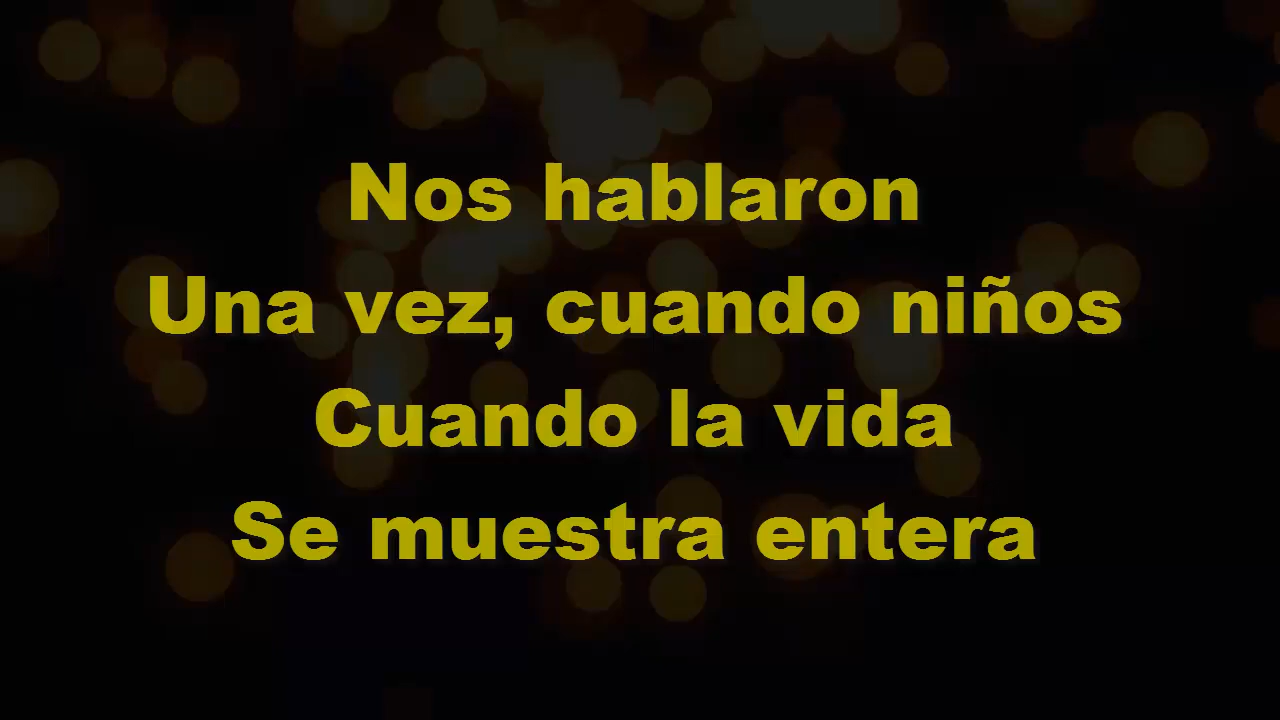 Nos hablaron
Una vez, cuando niños
Cuando la vida
Se muestra entera